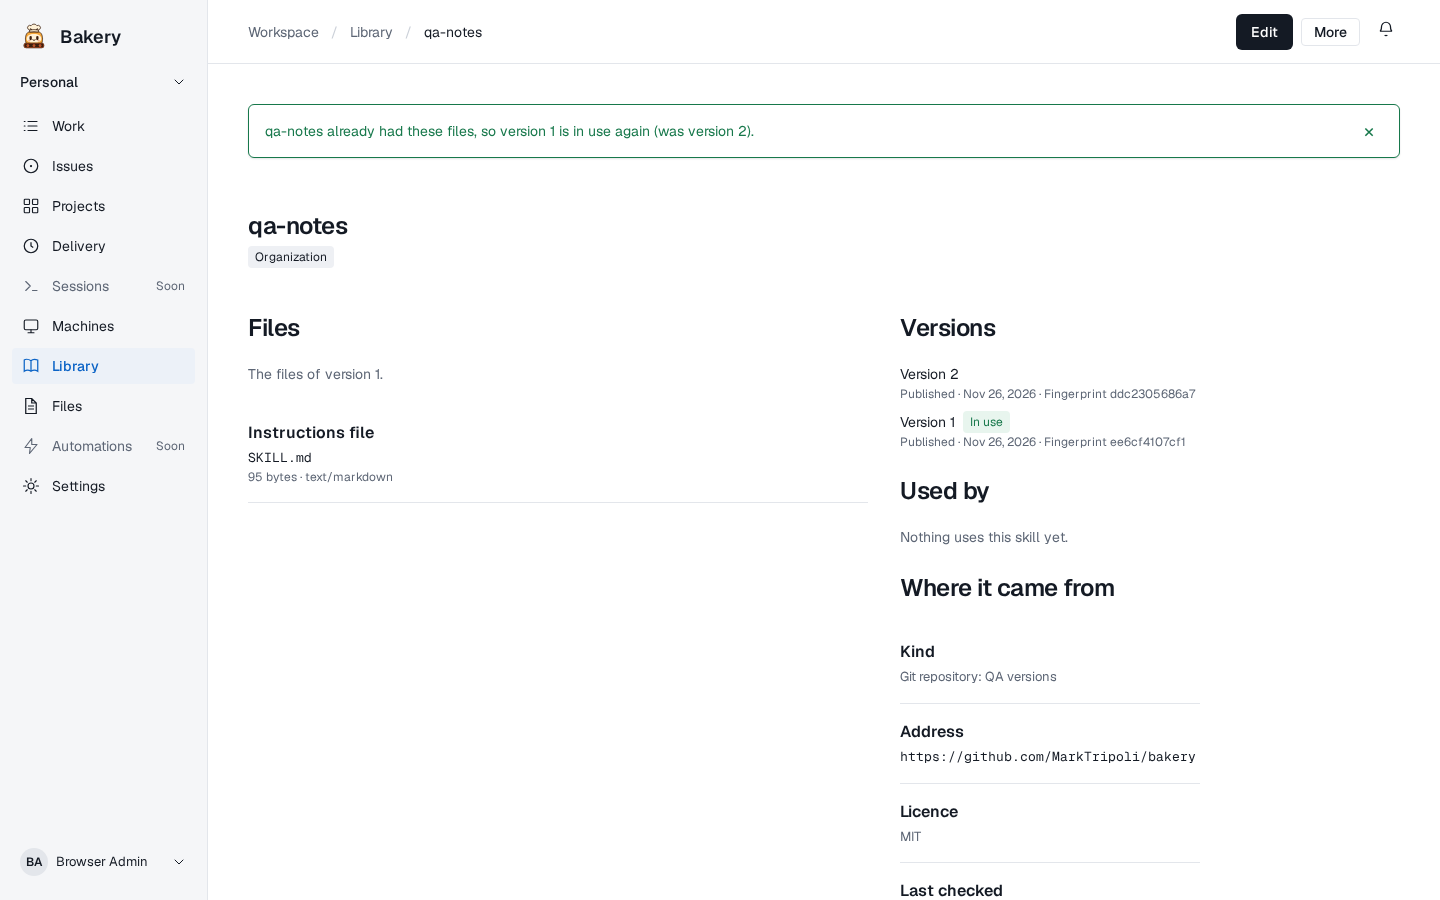 Bakery
Personal
Work
Issues
Projects
Delivery
Sessions Soon
Machines
Library
Files
Automations Soon
Settings
BA Browser Admin
Workspace / Library / qa-notes
Edit More
qa-notes already had these files, so version 1 is in use again (was version 2).
qa-notes
Organization
Files
The files of version 1.
Instructions file
SKILL.md
95 bytes · text/markdown
Versions
Version 2
Published · Nov 26, 2026 · Fingerprint ddc2305686a7
Version 1 In use
Published · Nov 26, 2026 · Fingerprint ee6cf4107cf1
Used by
Nothing uses this skill yet.
Where it came from
Kind
Git repository: QA versions
Address
https://github.com/MarkTripoli/bakery
Licence
MIT
Last checked